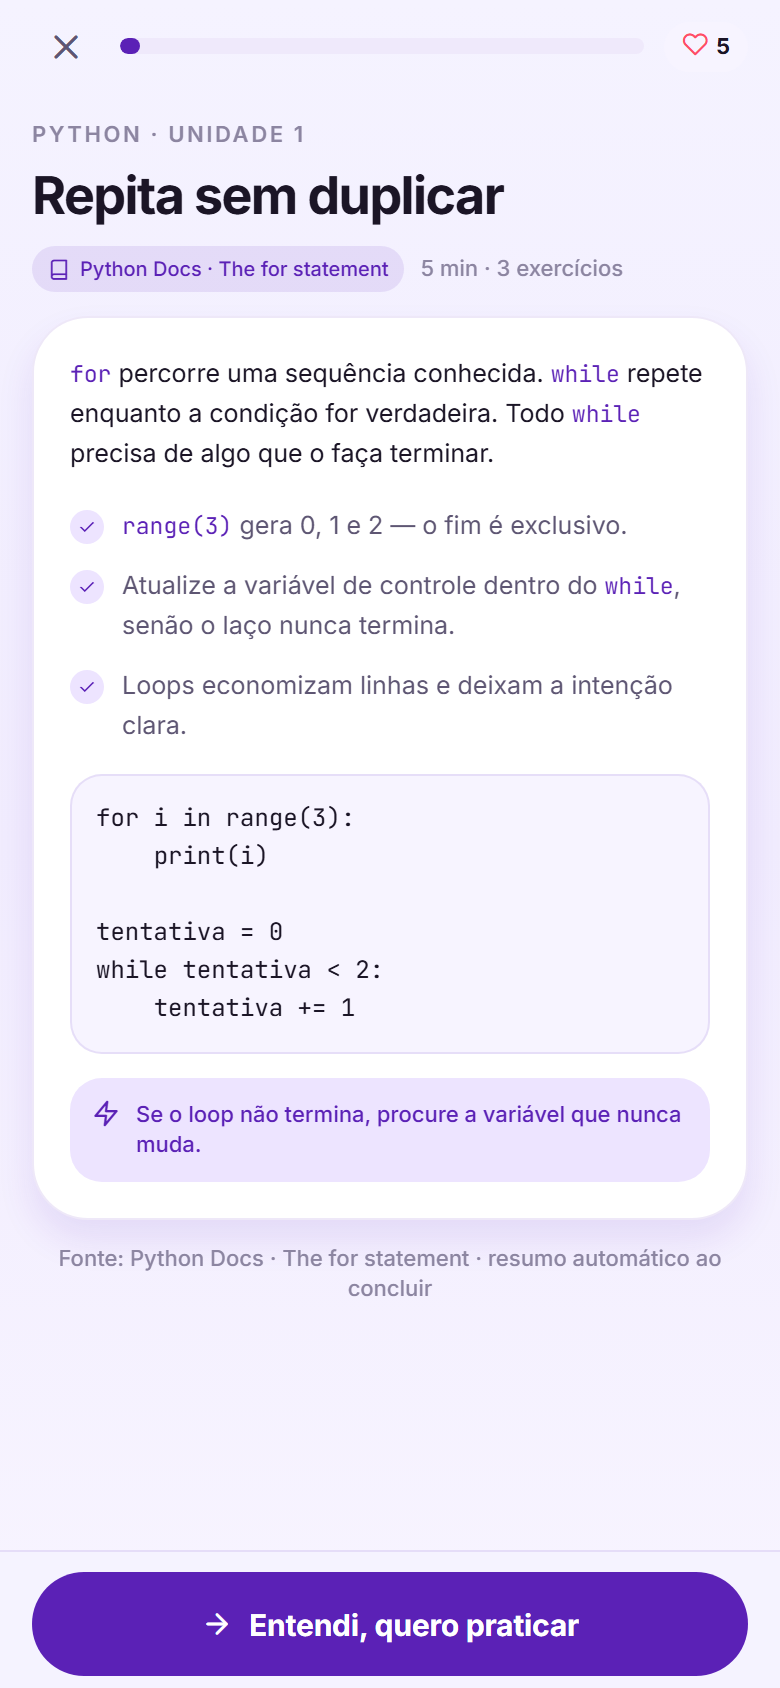 5
PYTHON · UNIDADE 1
Repita sem duplicar
Python Docs · The for statement
5 min · 3 exercícios
for percorre uma sequência conhecida. while repete
enquanto a condição for verdadeira. Todo while
precisa de algo que o faça terminar.
range(3) gera 0, 1 e 2 — o fim é exclusivo.
Atualize a variável de controle dentro do while,
senão o laço nunca termina.
Loops economizam linhas e deixam a intenção
clara.
for i in range(3):
    print(i)
tentativa = 0
while tentativa < 2:
    tentativa += 1
Se o loop não termina, procure a variável que nunca
muda.
Fonte: Python Docs · The for statement · resumo automático ao
concluir
Entendi, quero praticar